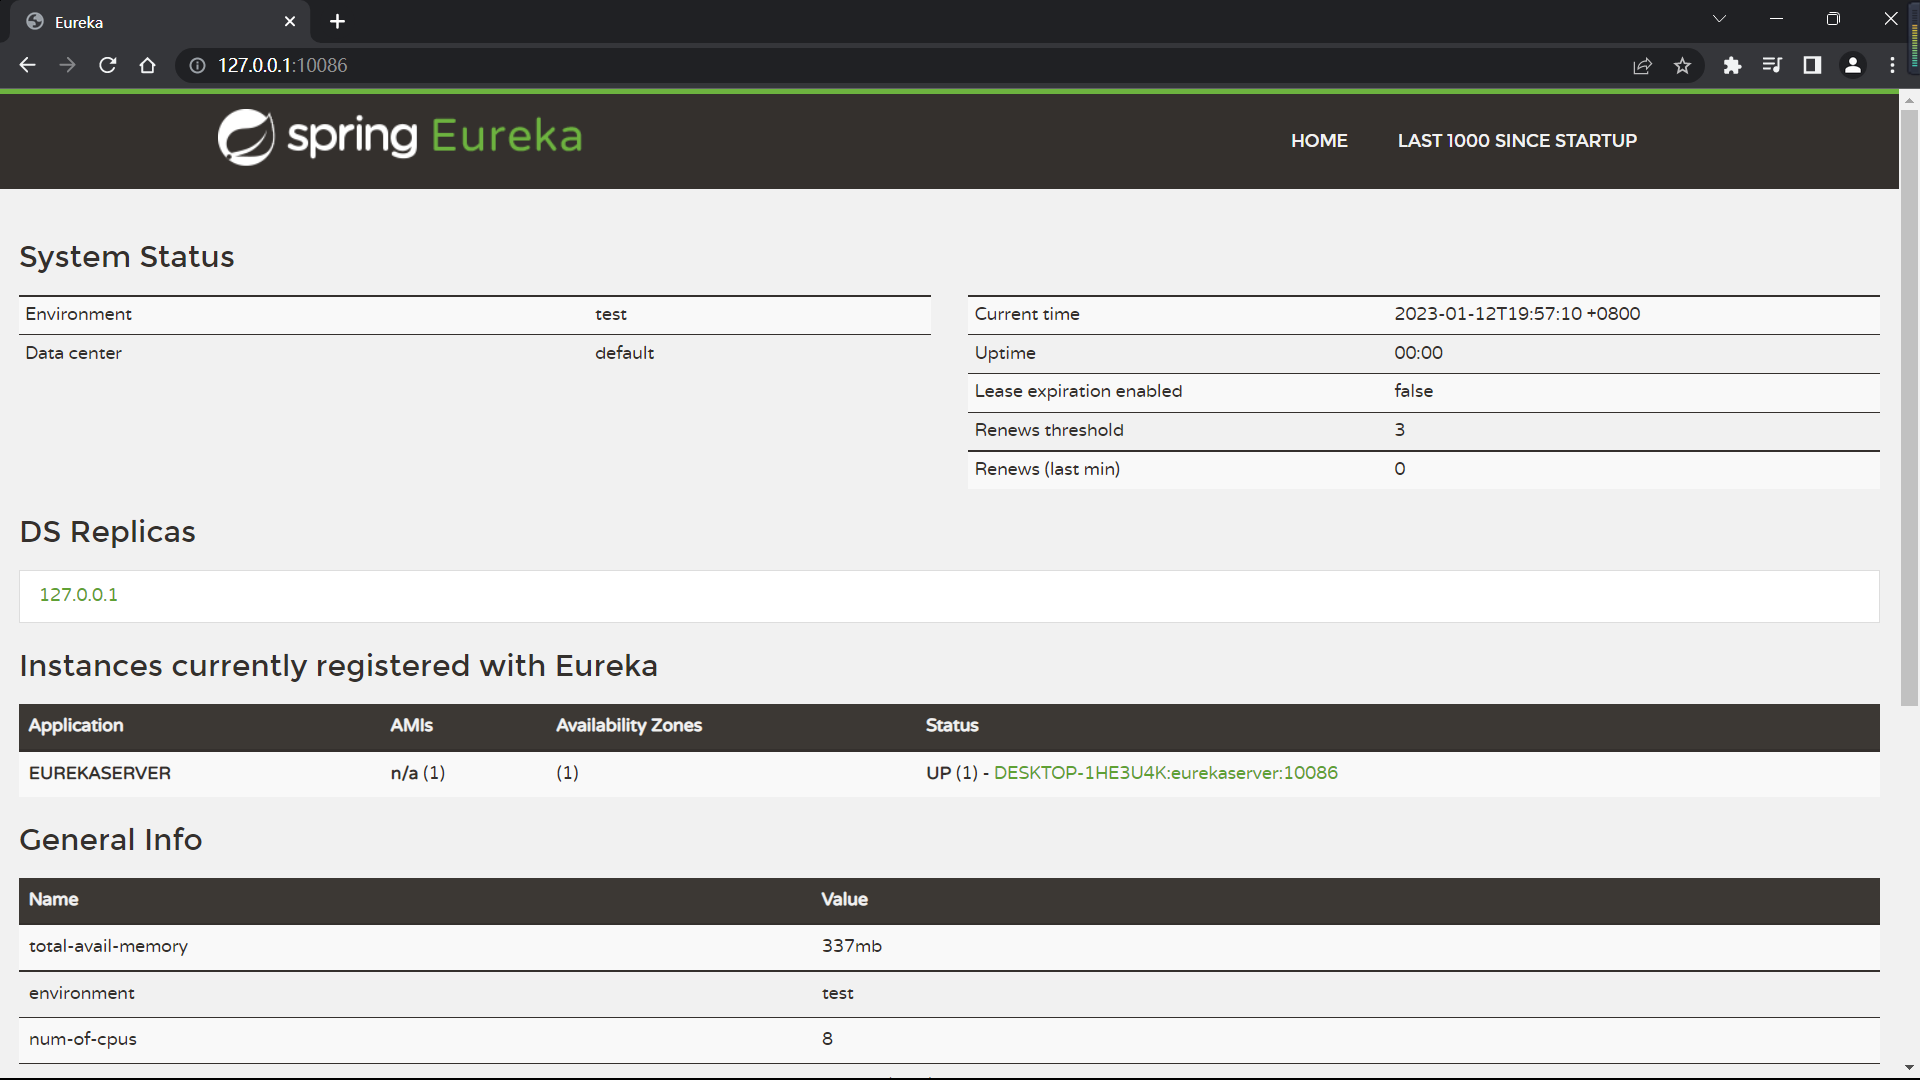 Eureka
127.0.0.1:10086
spring Eureka
HOME LAST 1000 SINCE STARTUP
System Status
Environment test
Data center default
Current time 2023-01-12T19:57:10 +0800
Uptime 00:00
Lease expiration enabled false
Renews threshold 3
Renews (last min) 0
DS Replicas
127.0.0.1
Instances currently registered with Eureka
Application AMIs Availability Zones Status
EUREKASERVER n/a (1) (1) UP (1) - DESKTOP-1HE3U4K:eurekaserver:10086
General Info
Name Value
total-avail-memory 337mb
environment test
num-of-cpus 8